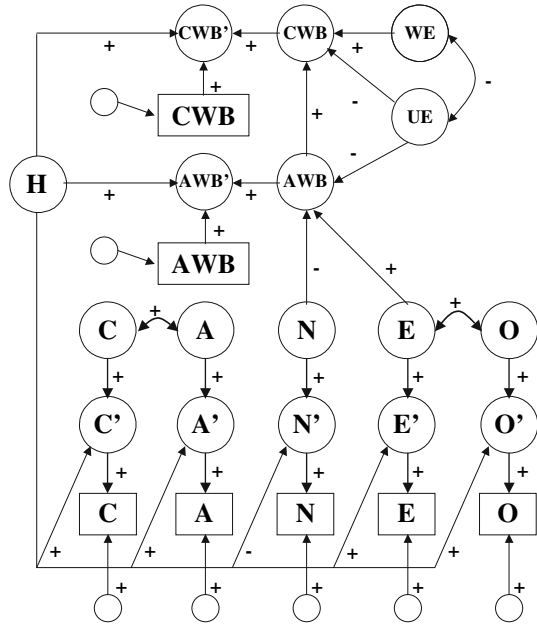 CWB' CWB WE
+ + +
+ - -
CWB UE
+ -
H AWB' AWB
+ +
+
AWB - +
+ +
C A N E O
+ + + + +
C' A' N' E' O'
+ + + + +
C A N E O
+ + - + +
+ + + + +